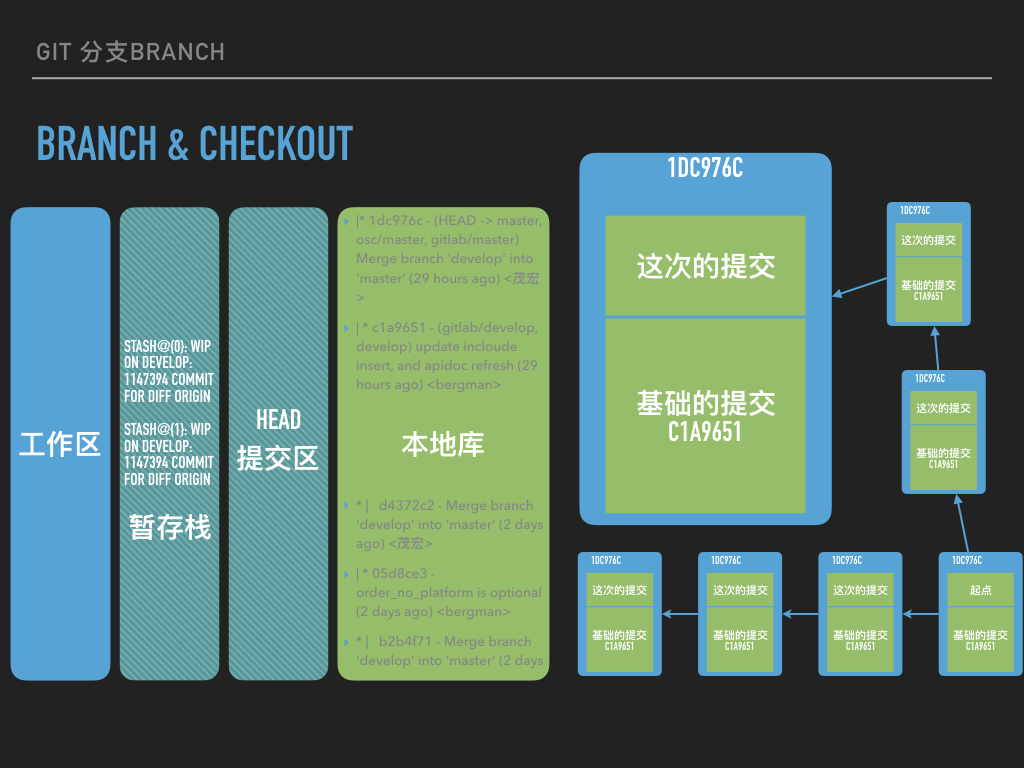 GIT 分支BRANCH
BRANCH & CHECKOUT
工作区
STASH@{0}: WIP
ON DEVELOP:
1147394 COMMIT
FOR DIFF ORIGIN
STASH@{1}: WIP
ON DEVELOP:
1147394 COMMIT
FOR DIFF ORIGIN
暂存栈
HEAD
提交区
|* 1dc976c - (HEAD -> master,
osc/master, gitlab/master)
Merge branch 'develop' into
'master' (29 hours ago) <茂宏
>
| * c1a9651 - (gitlab/develop,
develop) update incloude
insert, and apidoc refresh (29
hours ago) <bergman>
本地库
* | d4372c2 - Merge branch
'develop' into 'master' (2 days
ago) <茂宏>
| * 05d8ce3 -
order_no_platform is optional
(2 days ago) <bergman>
* | b2b4f71 - Merge branch
'develop' into 'master' (2 days
1DC976C
这次的提交
基础的提交
C1A9651
1DC976C
这次的提交
基础的提交
C1A9651
1DC976C
这次的提交
基础的提交
C1A9651
1DC976C
这次的提交
基础的提交
C1A9651
1DC976C
这次的提交
基础的提交
C1A9651
1DC976C
这次的提交
基础的提交
C1A9651
1DC976C
起点
基础的提交
C1A9651